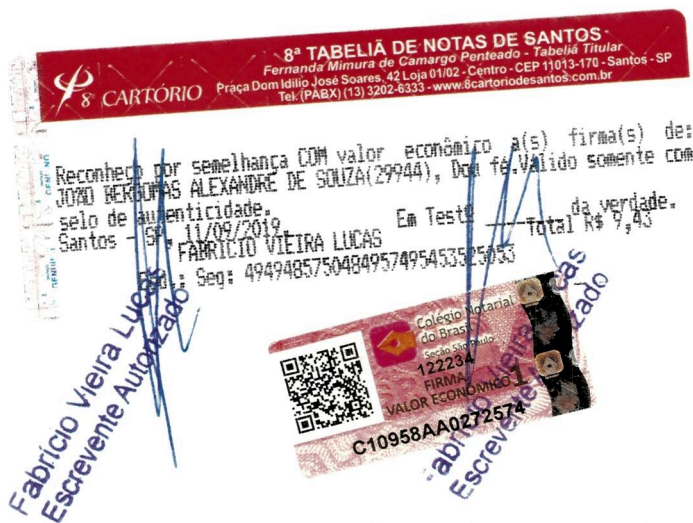 8ª TABELIÃ DE NOTAS DE SANTOS
Fernanda Mimura de Camargo Penteado - Tabeliã Titular
8º CARTÓRIO
Praça Dom Idílio José Soares, 42 Loja 01/02 - Centro - CEP 11013-170 - Santos - SP
Tel. (PABX) (13) 3202-6333 - www.8cartoriodesantos.com.br
Reconheço por semelhança COM valor econômico a(s) firma(s) de:
JOÃO BERGOMAS ALEXANDRE DE SOUZA(29944), Dou fé.Válido somente com
selo de autenticidade.
Santos - SP, 11/09/2019. Em Testº ____ da verdade.
FABRICIO VIEIRA LUCAS Total R$ 9,43
Seq:
Colégio Notarial
do Brasil
Seção São Paulo
122234
FIRMA
VALOR ECONÔMICO 1
C10958AA0272574
Fabrício Vieira Lucas
Escrevente Autorizado
Fabrício Vieira Lucas
Escrevente Autorizado